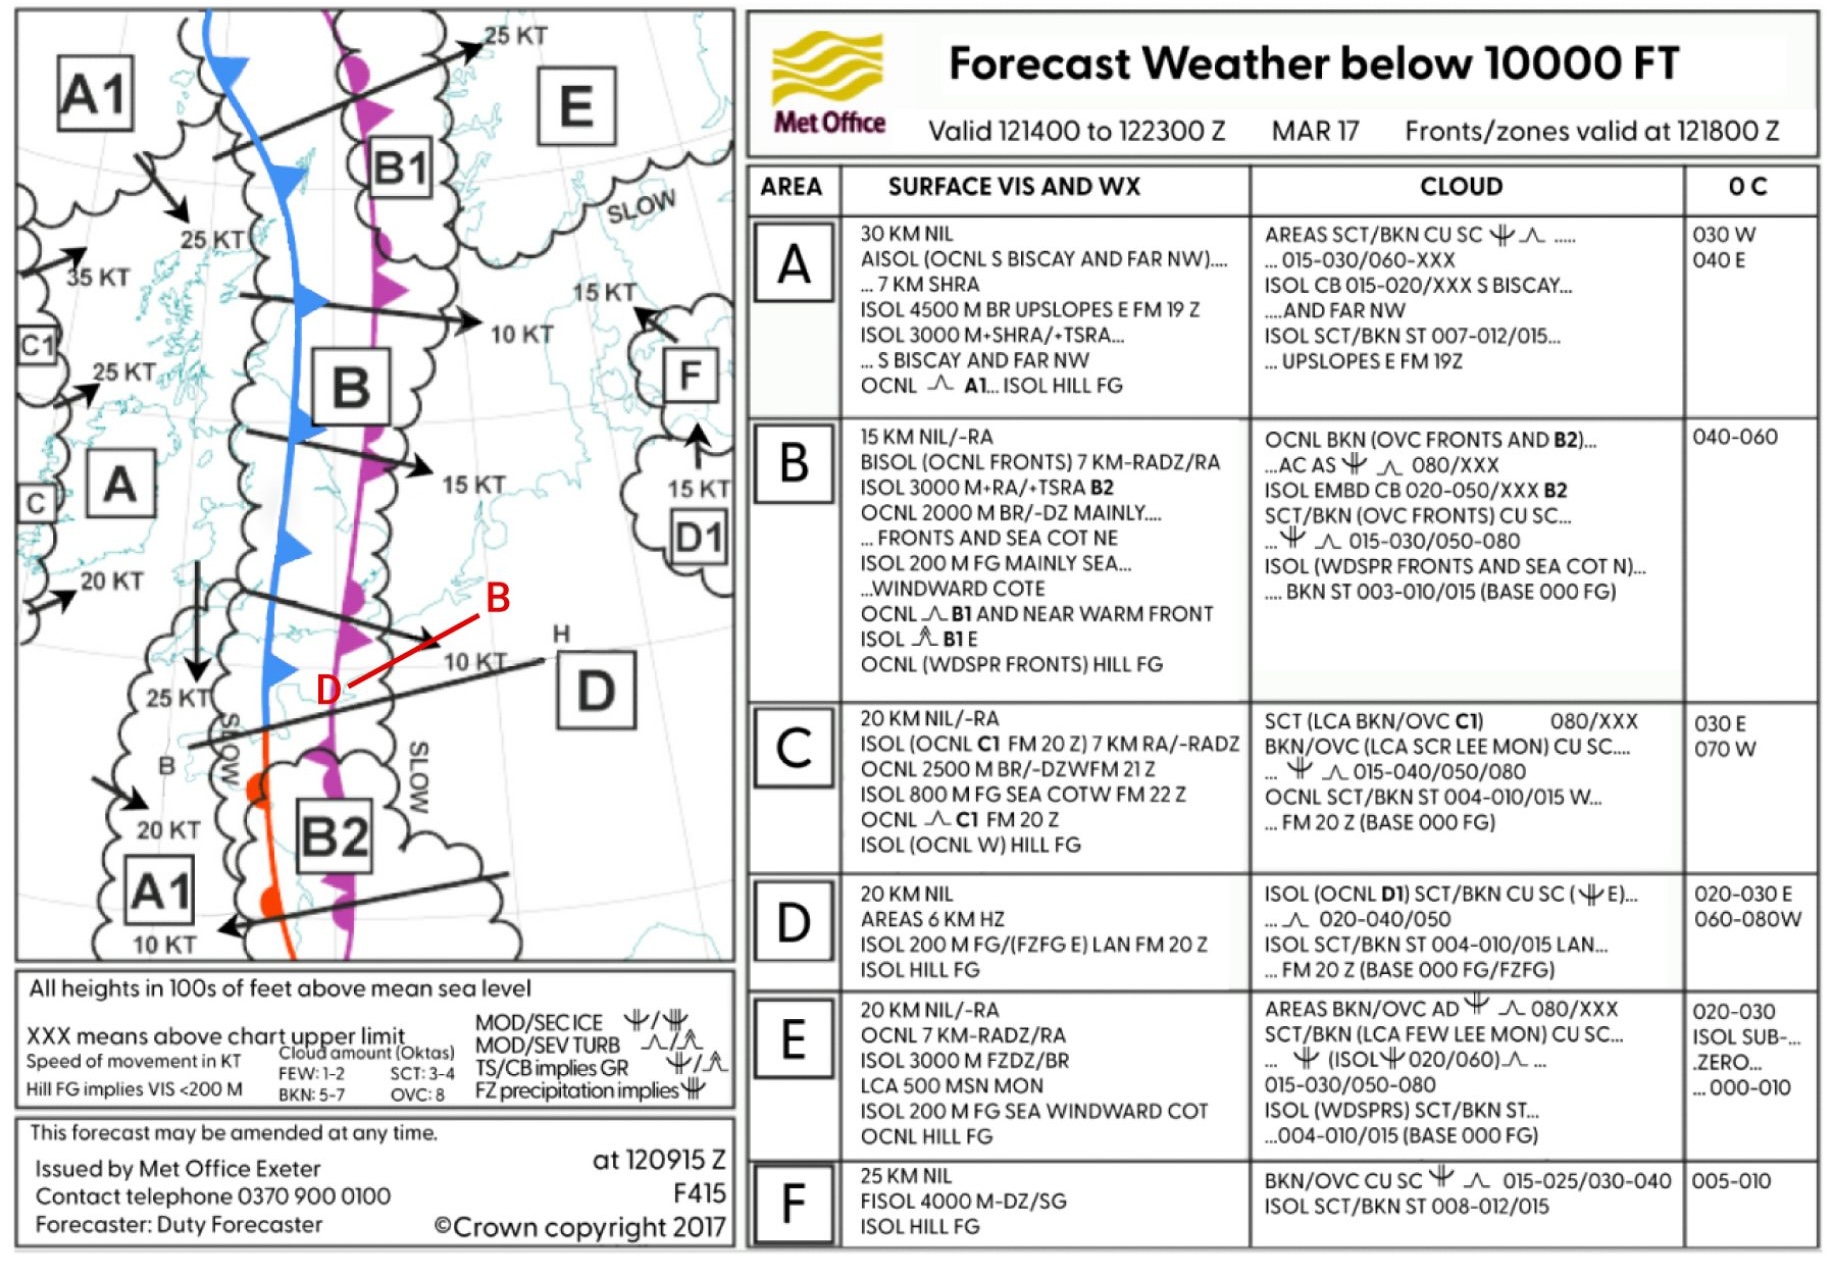 25 KT
A1
E
B1
SLOW
25 KT
35 KT
15 KT
C1
10 KT
25 KT
B
F
A
C
15 KT
15 KT
D1
20 KT
B
10 KT
H
D
D
25 KT
SLOW
B
SLOW
20 KT
B2
A1
10 KT
All heights in 100s of feet above mean sea level
XXX means above chart upper limit
Speed of movement in KT
Hill FG implies VIS <200 M
Cloud amount (Oktas)
FEW: 1-2 SCT: 3-4
BKN: 5-7 OVC: 8
MOD/SEC ICE /
MOD/SEV TURB /
TS/CB implies GR /
FZ precipitation implies
This forecast may be amended at any time.
Issued by Met Office Exeter
Contact telephone 0370 900 0100
Forecaster: Duty Forecaster
at 120915 Z
F415
©Crown copyright 2017
Met Office
Forecast Weather below 10000 FT
Valid 121400 to 122300 Z MAR 17 Fronts/zones valid at 121800 Z
AREA SURFACE VIS AND WX CLOUD 0 C
A
30 KM NIL
AISOL (OCNL S BISCAY AND FAR NW)....
... 7 KM SHRA
ISOL 4500 M BR UPSLOPES E FM 19 Z
ISOL 3000 M+SHRA/+TSRA...
... S BISCAY AND FAR NW
OCNL A1... ISOL HILL FG
AREAS SCT/BKN CU SC .....
... 015-030/060-XXX
ISOL CB 015-020/XXX S BISCAY...
....AND FAR NW
ISOL SCT/BKN ST 007-012/015...
... UPSLOPES E FM 19Z
030 W
040 E
B
15 KM NIL/-RA
BISOL (OCNL FRONTS) 7 KM-RADZ/RA
ISOL 3000 M+RA/+TSRA B2
OCNL 2000 M BR/-DZ MAINLY....
... FRONTS AND SEA COT NE
ISOL 200 M FG MAINLY SEA...
...WINDWARD COTE
OCNL B1 AND NEAR WARM FRONT
ISOL B1 E
OCNL (WDSPR FRONTS) HILL FG
OCNL BKN (OVC FRONTS AND B2)...
...AC AS 080/XXX
ISOL EMBD CB 020-050/XXX B2
SCT/BKN (OVC FRONTS) CU SC...
... 015-030/050-080
ISOL (WDSPR FRONTS AND SEA COT N)...
.... BKN ST 003-010/015 (BASE 000 FG)
040-060
C
20 KM NIL/-RA
ISOL (OCNL C1 FM 20 Z) 7 KM RA/-RADZ
OCNL 2500 M BR/-DZWFM 21 Z
ISOL 800 M FG SEA COTW FM 22 Z
OCNL C1 FM 20 Z
ISOL (OCNL W) HILL FG
SCT (LCA BKN/OVC C1) 080/XXX
BKN/OVC (LCA SCR LEE MON) CU SC....
... 015-040/050/080
OCNL SCT/BKN ST 004-010/015 W...
... FM 20 Z (BASE 000 FG)
030 E
070 W
D
20 KM NIL
AREAS 6 KM HZ
ISOL 200 M FG/(FZFG E) LAN FM 20 Z
ISOL HILL FG
ISOL (OCNL D1) SCT/BKN CU SC ( E)...
... 020-040/050
ISOL SCT/BKN ST 004-010/015 LAN...
... FM 20 Z (BASE 000 FG/FZFG)
020-030 E
060-080W
E
20 KM NIL/-RA
OCNL 7 KM-RADZ/RA
ISOL 3000 M FZDZ/BR
LCA 500 MSN MON
ISOL 200 M FG SEA WINDWARD COT
OCNL HILL FG
AREAS BKN/OVC AD 080/XXX
SCT/BKN (LCA FEW LEE MON) CU SC...
... (ISOL 020/060) ...
015-030/050-080
ISOL (WDSPRS) SCT/BKN ST...
...004-010/015 (BASE 000 FG)
020-030
ISOL SUB-...
.ZERO...
... 000-010
F
25 KM NIL
FISOL 4000 M-DZ/SG
ISOL HILL FG
BKN/OVC CU SC 015-025/030-040
ISOL SCT/BKN ST 008-012/015
005-010